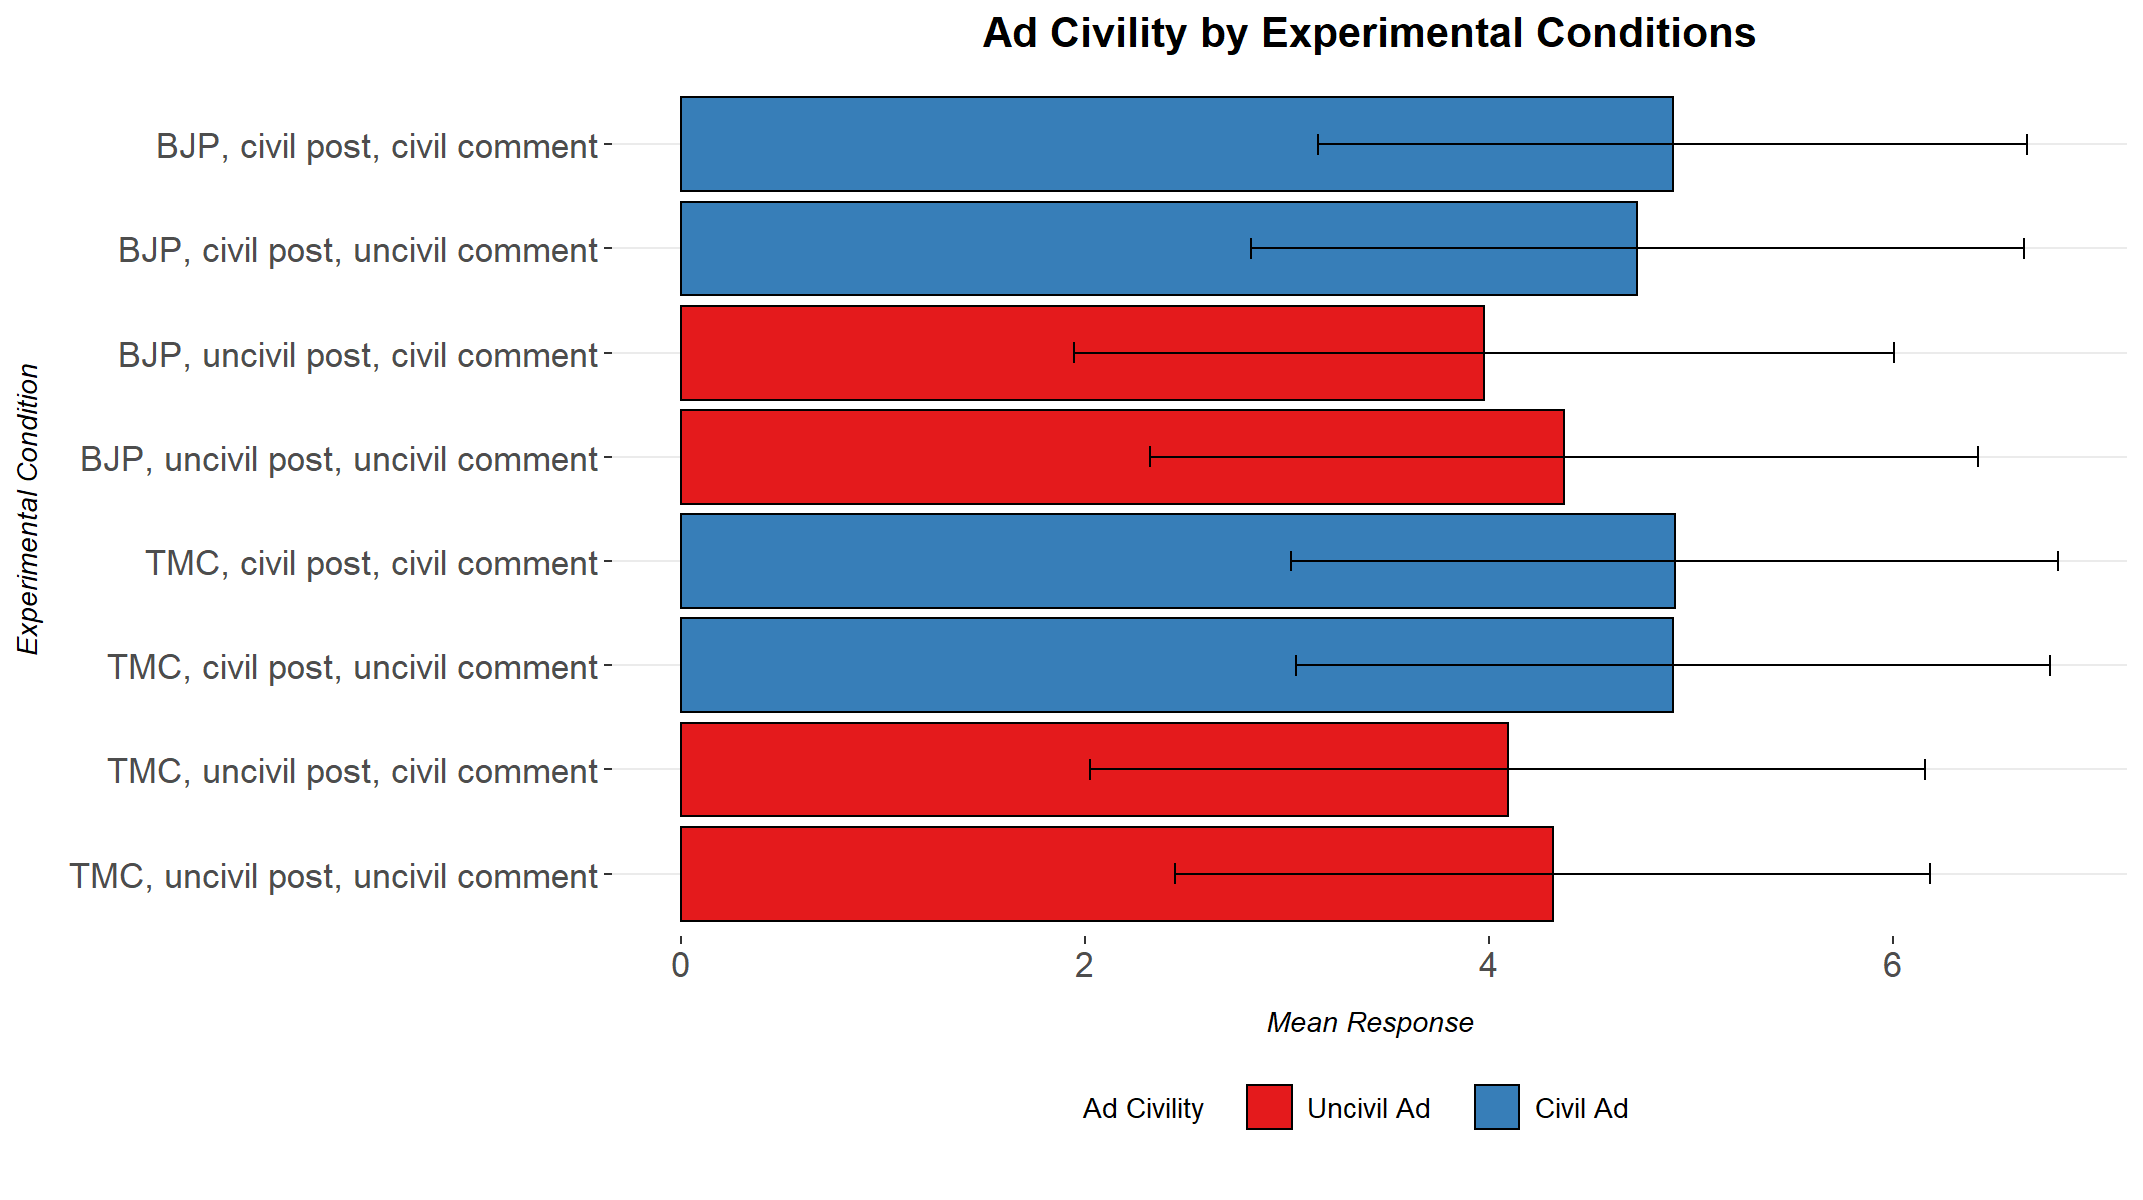 Ad Civility by Experimental Conditions
BJP, civil post, civil comment
BJP, civil post, uncivil comment
BJP, uncivil post, civil comment
BJP, uncivil post, uncivil comment
TMC, civil post, civil comment
TMC, civil post, uncivil comment
TMC, uncivil post, civil comment
TMC, uncivil post, uncivil comment
Experimental Condition
0 2 4 6
Mean Response
Ad Civility Uncivil Ad Civil Ad